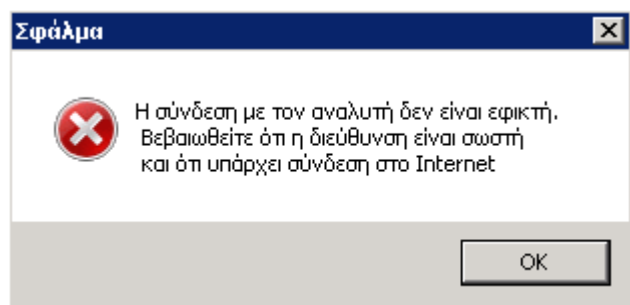 Σφάλμα
Η σύνδεση με τον αναλυτή δεν είναι εφικτή.
Βεβαιωθείτε ότι η διεύθυνση είναι σωστή
και ότι υπάρχει σύνδεση στο Internet
OK